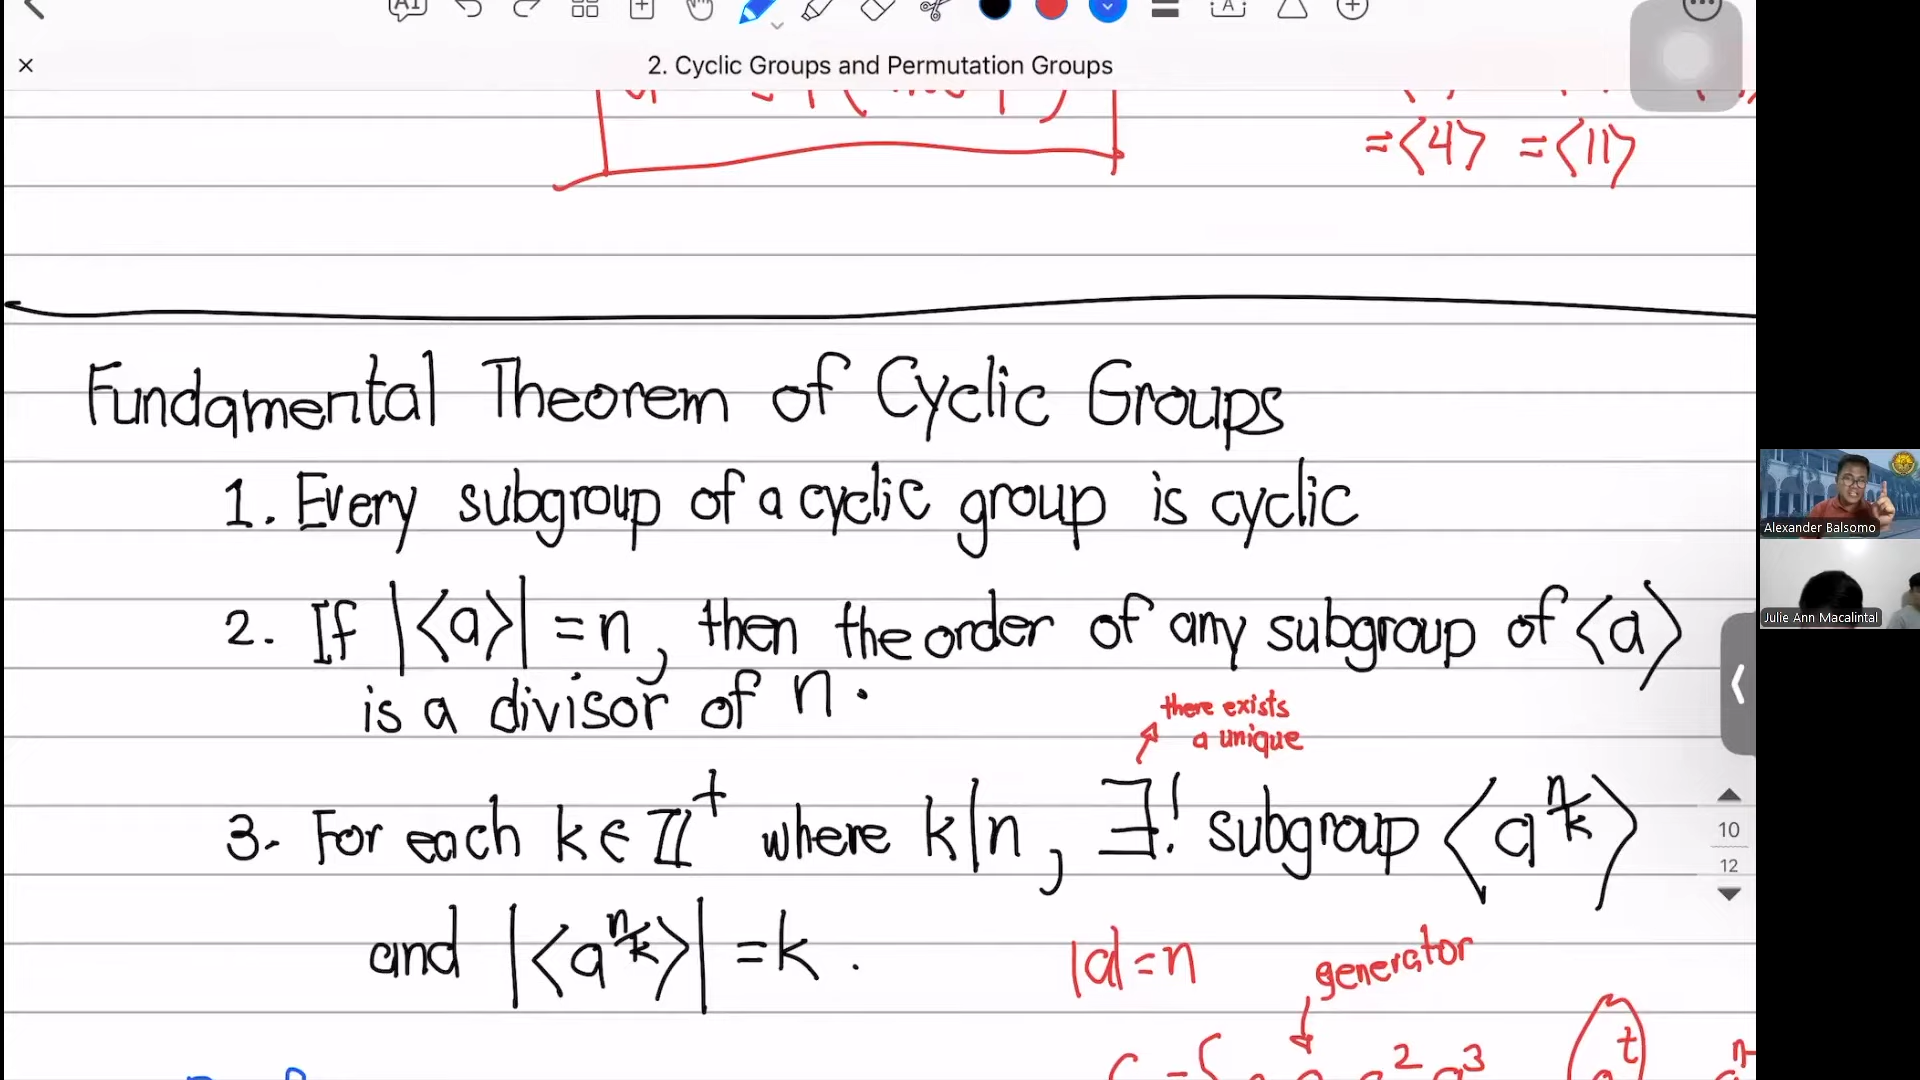 2. Cyclic Groups and Permutation Groups
=⟨4⟩ =⟨11⟩
Fundamental Theorem of Cyclic Groups
1. Every subgroup of a cyclic group is cyclic
2. If |⟨a⟩| = n, then the order of any subgroup of ⟨a⟩
is a divisor of n.
there exists
a unique
3. For each k ∈ ℤ⁺ where k|n, ∃! subgroup ⟨a^{n/k}⟩
and |⟨a^{n/k}⟩| = k.
|a| = n
generator
Alexander Balsomo
Julie Ann Macalintal
10
12